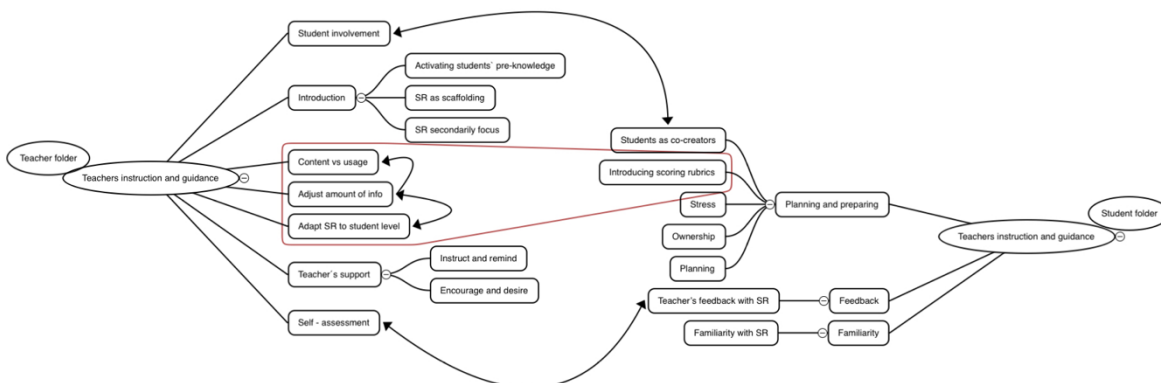 Student involvement
Activating students` pre-knowledge
Introduction
SR as scaffolding
SR secondarily focus
Teacher folder
Teachers instruction and guidance
Content vs usage
Adjust amount of info
Adapt SR to student level
Teacher`s support
Instruct and remind
Encourage and desire
Self - assessment
Students as co-creators
Introducing scoring rubrics
Stress
Ownership
Planning
Planning and preparing
Student folder
Teachers instruction and guidance
Teacher's feedback with SR
Feedback
Familiarity with SR
Familiarity